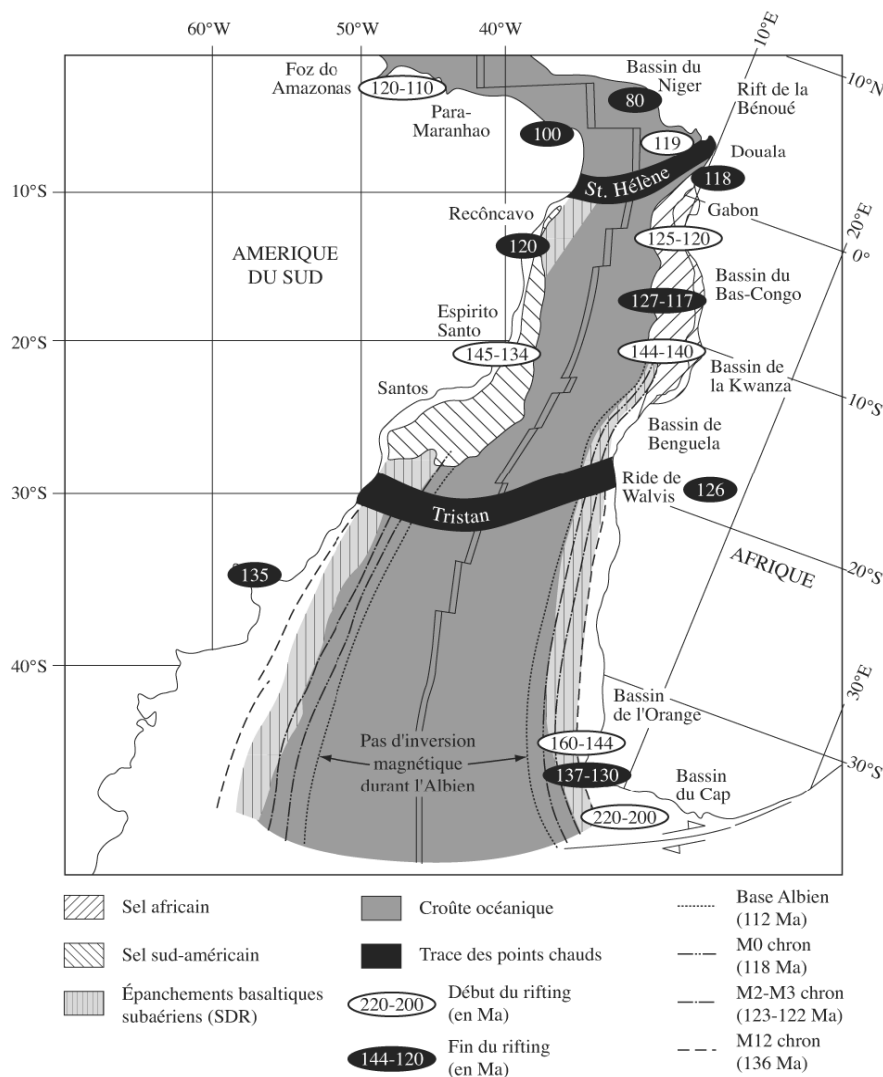 60°W
50°W
40°W
10°E
Foz do
Amazonas
120-110
Para-
Maranhao
100
Bassin du
Niger
80
Rift de la
Bénoué
10°N
119
Douala
118
St. Hélène
Gabon
20°E
0°
10°S
Recôncavo
120
125-120
AMÉRIQUE
DU SUD
Bassin du
Bas-Congo
127-117
Espirito
Santo
145-134
144-140
20°S
Bassin de
la Kwanza
10°S
Santos
Bassin de
Benguela
30°S
Tristan
Ride de
Walvis
126
AFRIQUE
20°S
135
40°S
Bassin
de l'Orange
30°E
Pas d'inversion
magnétique
durant l'Albien
160-144
137-130
Bassin
du Cap
30°S
220-200
Sel africain
Sel sud-américain
Épanchements basaltiques
subaériens (SDR)
Croûte océanique
Trace des points chauds
220-200
Début du rifting
(en Ma)
144-120
Fin du rifting
(en Ma)
Base Albien
(112 Ma)
M0 chron
(118 Ma)
M2-M3 chron
(123-122 Ma)
M12 chron
(136 Ma)